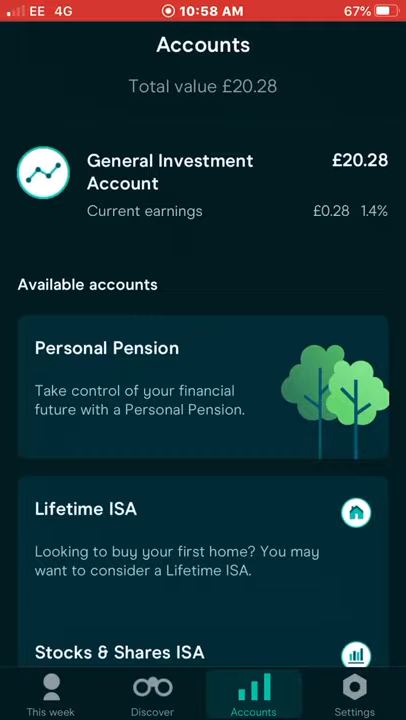 EE 4G 10:58 AM 67%
Accounts
Total value £20.28
General Investment £20.28
Account
Current earnings £0.28 1.4%
Available accounts
Personal Pension
Take control of your financial
future with a Personal Pension.
Lifetime ISA
Looking to buy your first home? You may
want to consider a Lifetime ISA.
Stocks & Shares ISA
This week Discover Accounts Settings